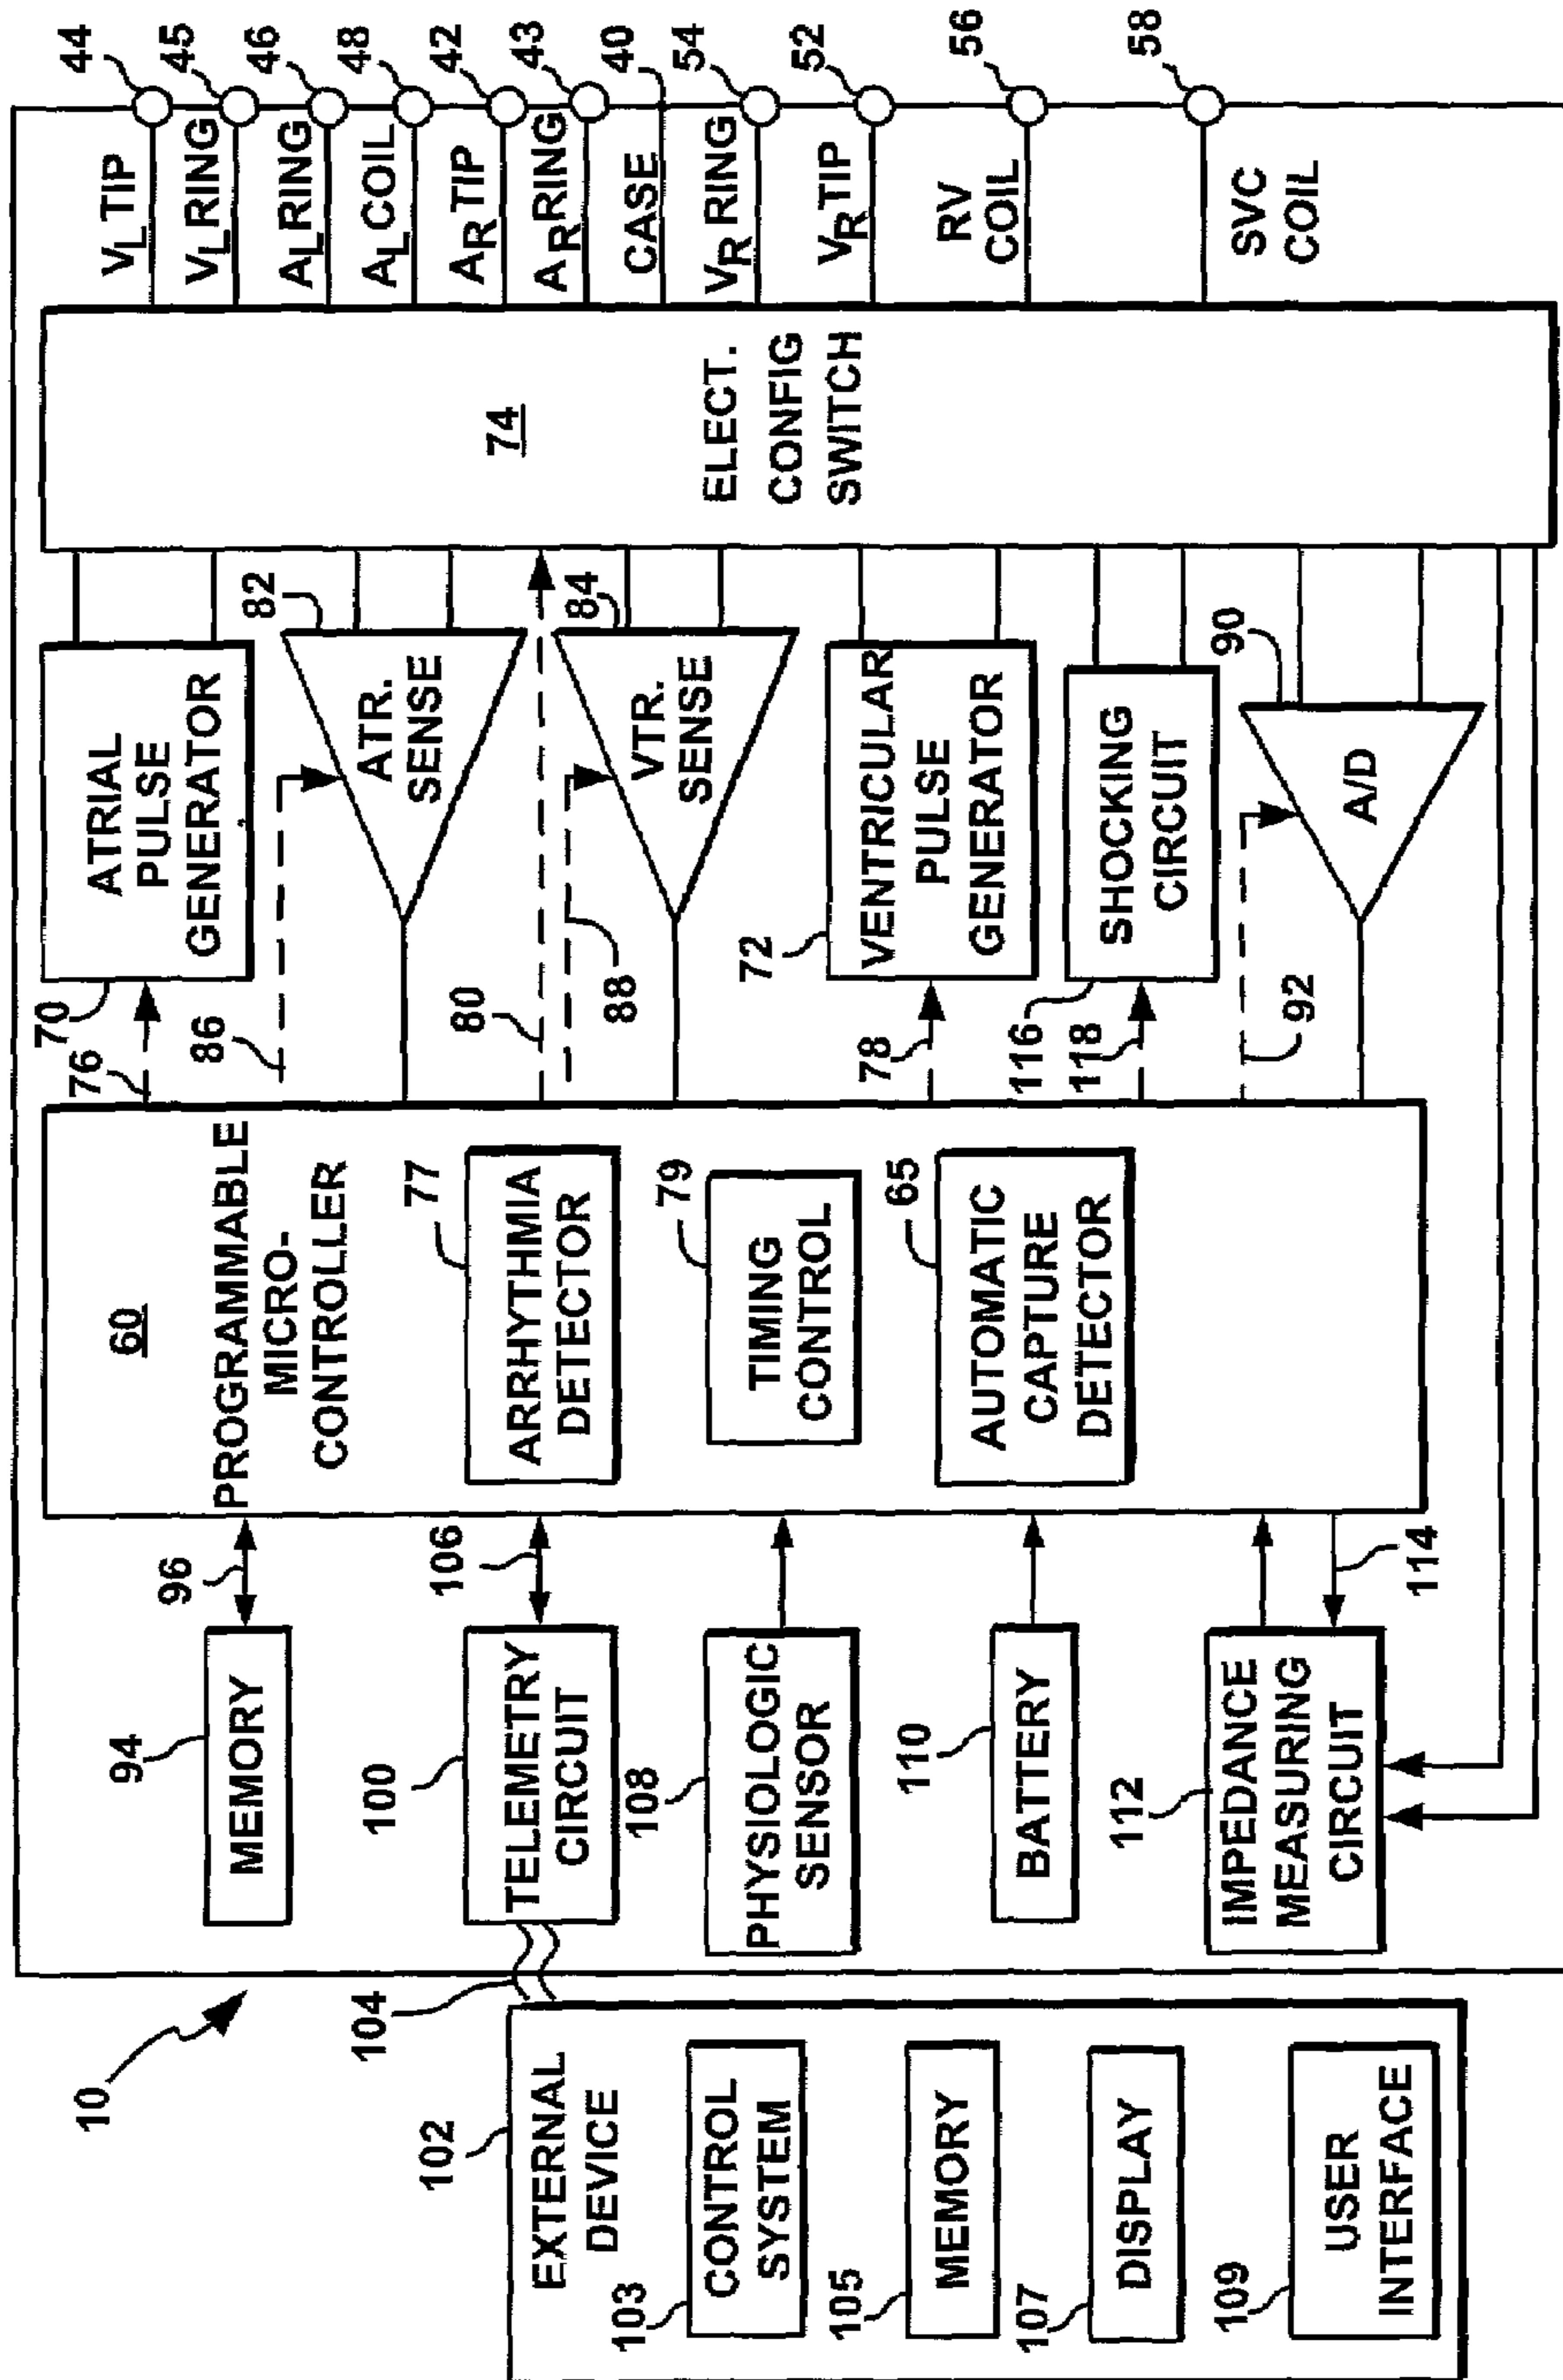 10
EXTERNAL
DEVICE
102
CONTROL
SYSTEM
103
MEMORY
105
DISPLAY
107
USER
INTERFACE
109
104
MEMORY
94
96
TELEMETRY
CIRCUIT
100
106
PHYSIOLOGIC
SENSOR
108
BATTERY
110
IMPEDANCE
MEASURING
CIRCUIT
112
114
60
PROGRAMMABLE
MICRO-
CONTROLLER
ARRHYTHMIA
DETECTOR
77
TIMING
CONTROL
79
AUTOMATIC
CAPTURE
DETECTOR
65
ATRIAL
PULSE
GENERATOR
70
76
86
ATR.
SENSE
82
80
88
VTR.
SENSE
84
VENTRICULAR
PULSE
GENERATOR
72
78
SHOCKING
CIRCUIT
116
118
A/D
90
92
74
ELECT.
CONFIG
SWITCH
VL TIP 44
VL RING 45
AL RING 46
AL COIL 48
AR TIP 42
AR RING 43
CASE 40
VR RING 54
VR TIP 52
RV
COIL 56
SVC
COIL 58